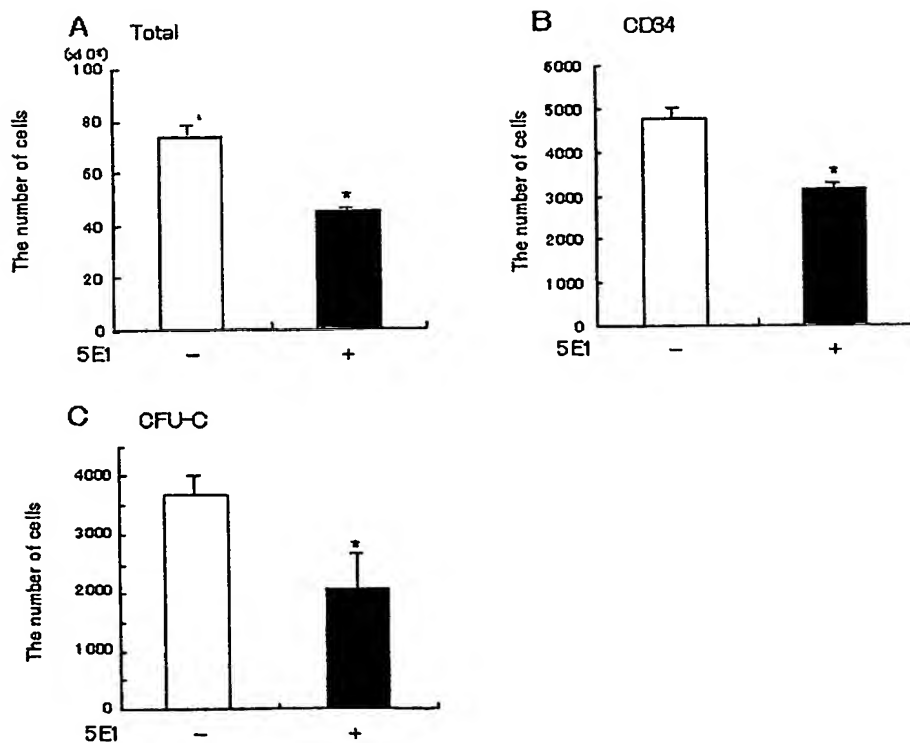 A Total
100
80
60
40
20
0
The number of cells
*
5E1 − +
B CD34
6000
5000
4000
3000
2000
1000
0
The number of cells
*
5E1 − +
C CFU-C
4000
3000
2000
1000
0
The number of cells
*
5E1 − +